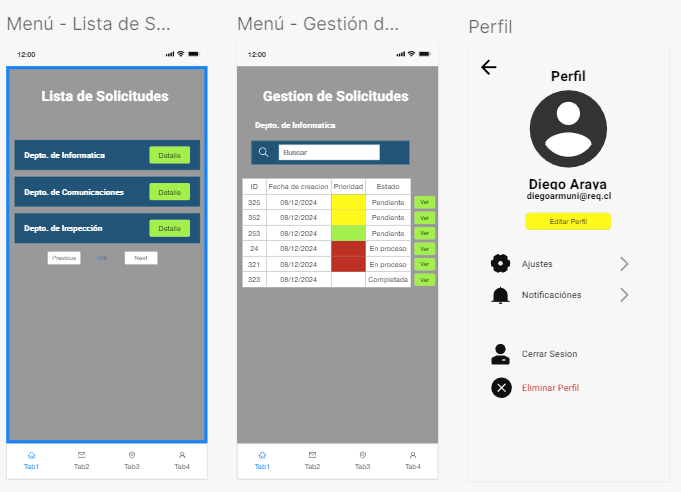 Menú - Lista de S...
12:00
Lista de Solicitudes
Depto. de Informatica
Detalle
Depto. de Comunicaciones
Detalle
Depto. de Inspección
Detalle
Previous
Next
Tab1
Tab2
Tab3
Tab4
Menú - Gestión d...
12:00
Gestion de Solicitudes
Depto. de Informatica
Buscar
ID Fecha de creacion Prioridad Estado
325 08/12/2024 Pendiente Ver
352 08/12/2024 Pendiente Ver
253 08/12/2024 Pendiente Ver
24 08/12/2024 En proceso Ver
321 08/12/2024 En proceso Ver
323 08/12/2024 Completada Ver
Tab1
Tab2
Tab3
Tab4
Perfil
Perfil
Diego Araya
diegoarmuni@req.cl
Editar Perfil
Ajustes
Notificaciónes
Cerrar Sesion
Eliminar Perfil